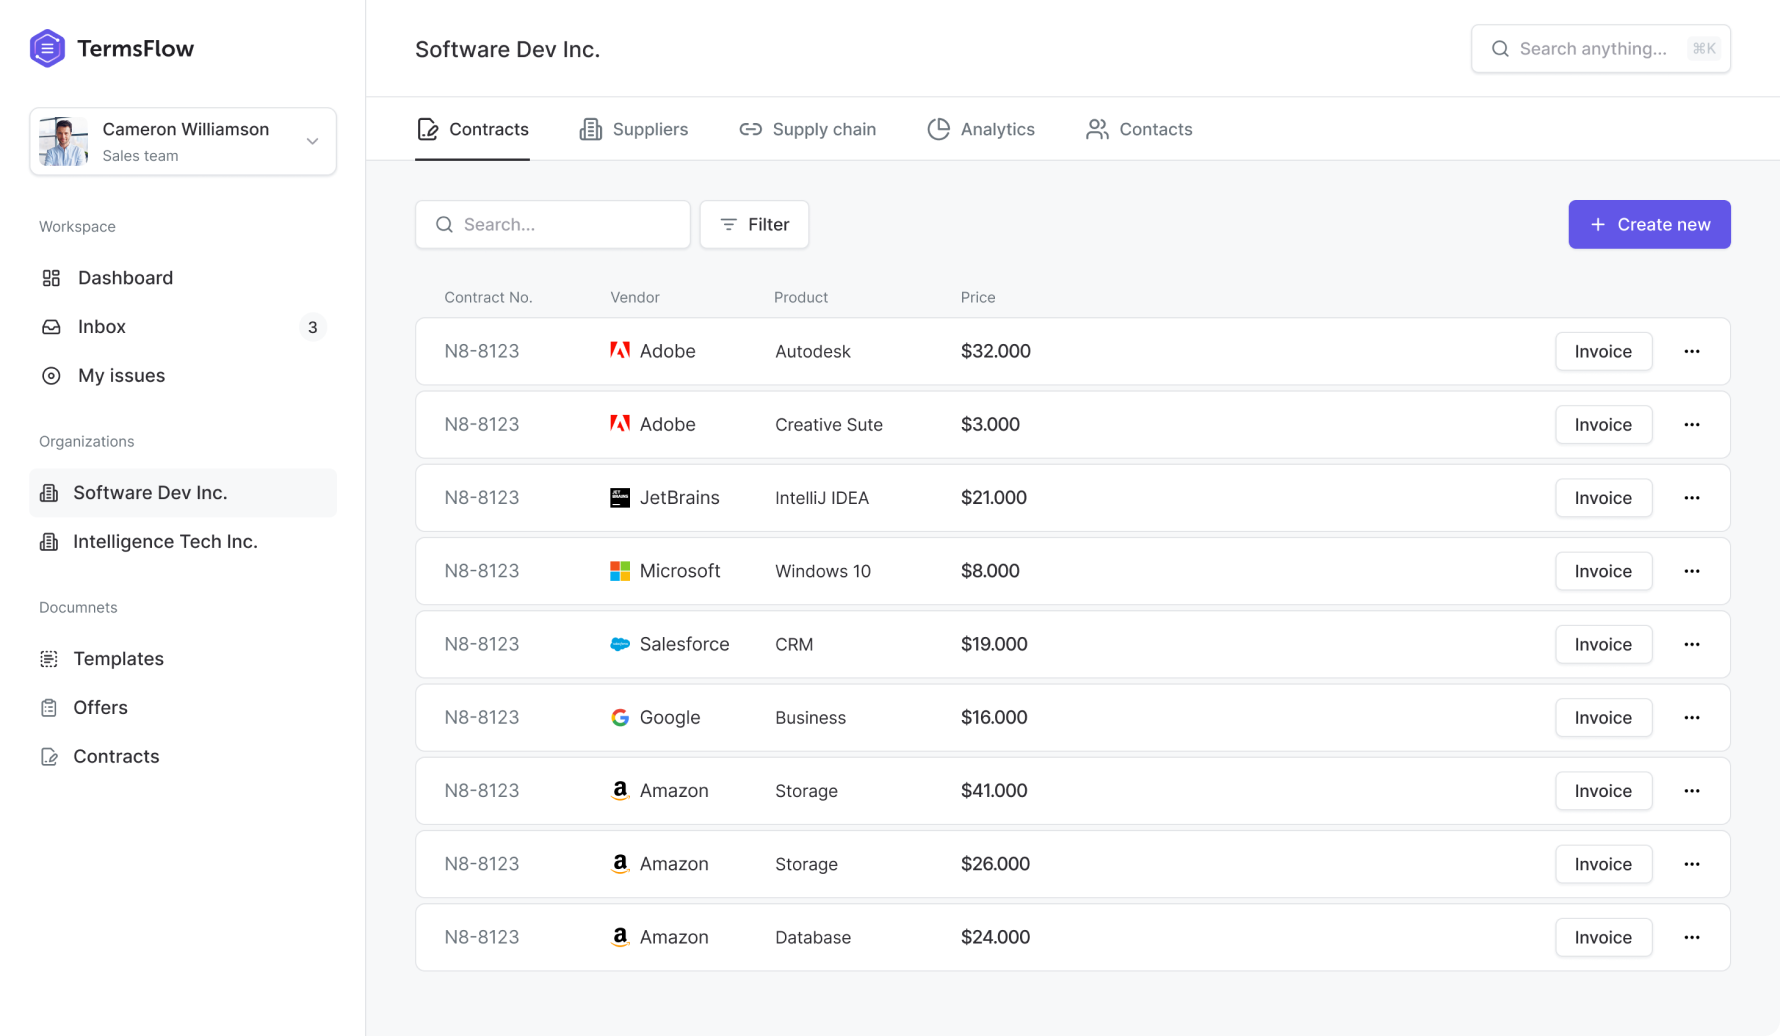 TermsFlow
Cameron Williamson
Sales team
Workspace
Dashboard
Inbox 3
My issues
Organizations
Software Dev Inc.
Intelligence Tech Inc.
Documnets
Templates
Offers
Contracts
Software Dev Inc.
Search anything... ⌘K
Contracts Suppliers Supply chain Analytics Contacts
Search... Filter + Create new
Contract No. Vendor Product Price
N8-8123 Adobe Autodesk $32.000 Invoice
N8-8123 Adobe Creative Sute $3.000 Invoice
N8-8123 JET BRAINS JetBrains IntelliJ IDEA $21.000 Invoice
N8-8123 Microsoft Windows 10 $8.000 Invoice
N8-8123 Salesforce CRM $19.000 Invoice
N8-8123 Google Business $16.000 Invoice
N8-8123 Amazon Storage $41.000 Invoice
N8-8123 Amazon Storage $26.000 Invoice
N8-8123 Amazon Database $24.000 Invoice